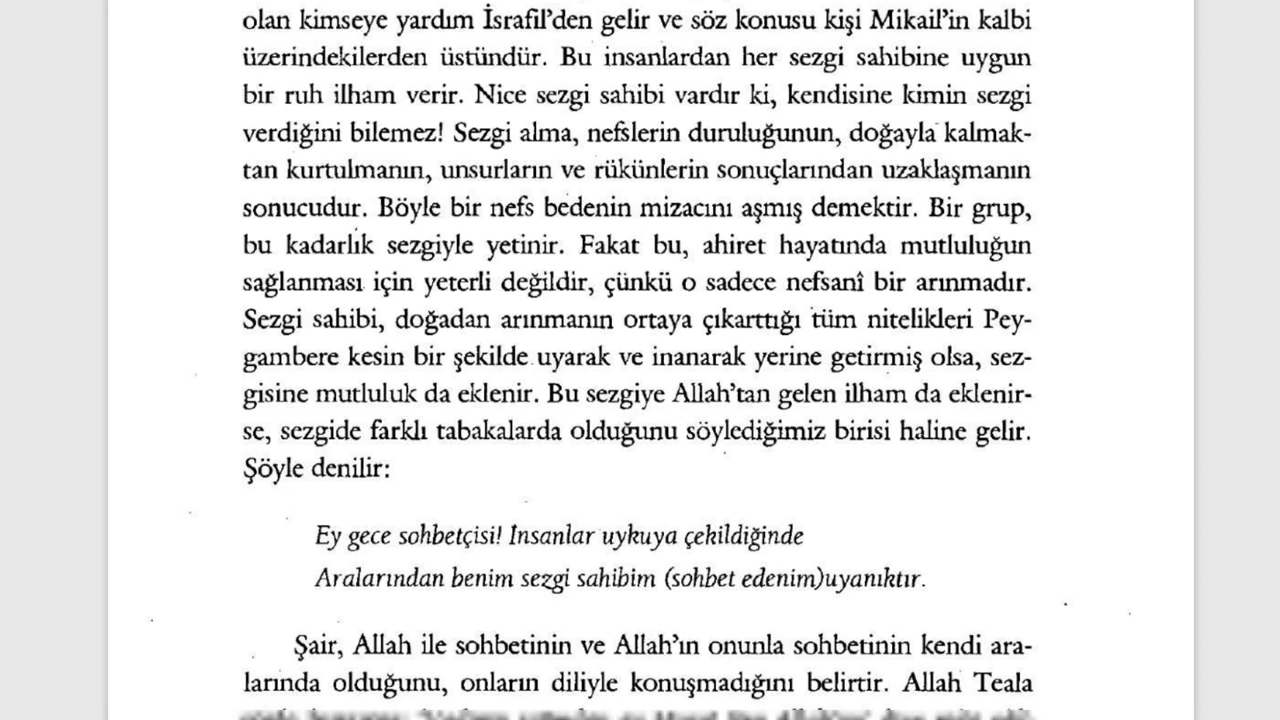 olan kimseye yardım İsrafil’den gelir ve söz konusu kişi Mikail’in kalbi
üzerindekilerden üstündür. Bu insanlardan her sezgi sahibine uygun
bir ruh ilham verir. Nice sezgi sahibi vardır ki, kendisine kimin sezgi
verdiğini bilemez! Sezgi alma, nefslerin duruluğunun, doğayla kalmak-
tan kurtulmanın, unsurların ve rükünlerin sonuçlarından uzaklaşmanın
sonucudur. Böyle bir nefs bedenin mizacını aşmış demektir. Bir grup,
bu kadarlık sezgiyle yetinir. Fakat bu, ahiret hayatında mutluluğun
sağlanması için yeterli değildir, çünkü o sadece nefsanî bir arınmadır.
Sezgi sahibi, doğadan arınmanın ortaya çıkarttığı tüm nitelikleri Pey-
gambere kesin bir şekilde uyarak ve inanarak yerine getirmiş olsa, sez-
gisine mutluluk da eklenir. Bu sezgiye Allah’tan gelen ilham da eklenir-
se, sezgide farklı tabakalarda olduğunu söylediğimiz birisi haline gelir.
Şöyle denilir:
Ey gece sohbetçisi! İnsanlar uykuya çekildiğinde
Aralarından benim sezgi sahibim (sohbet edenim)uyanıktır.
Şair, Allah ile sohbetinin ve Allah’ın onunla sohbetinin kendi ara-
larında olduğunu, onların diliyle konuşmadığını belirtir. Allah Teala